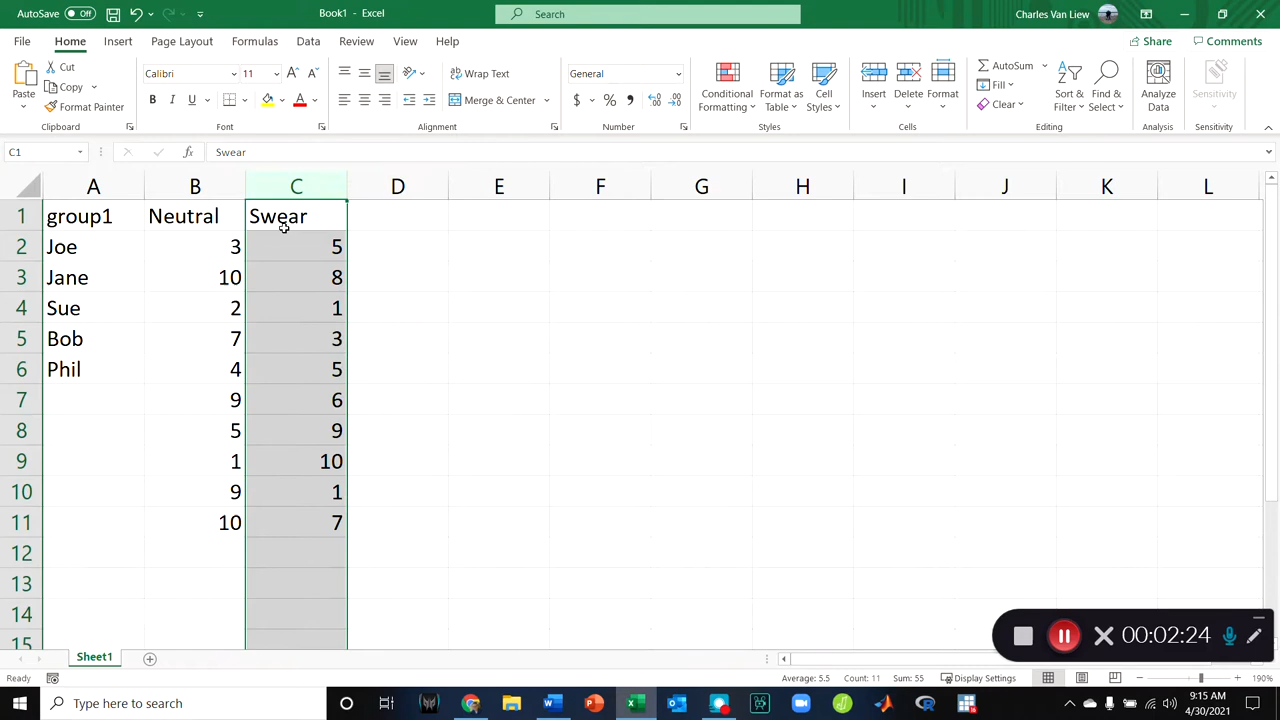 AutoSave Off Book1 - Excel Search Charles Van Liew
File Home Insert Page Layout Formulas Data Review View Help Share Comments
Cut Calibri 11 Wrap Text General AutoSum
Copy Fill
Paste Format Painter Merge & Center $ % Conditional Formatting Format as Table Cell Styles Insert Delete Format Clear Sort & Filter Find & Select Analyze Data Sensitivity
Clipboard Font Alignment Number Styles Cells Editing Analysis Sensitivity
C1 fx Swear
A B C D E F G H I J K L
1 group1 Neutral Swear
2 Joe 3 5
3 Jane 10 8
4 Sue 2 1
5 Bob 7 3
6 Phil 4 5
7 9 6
8 5 9
9 1 10
10 9 1
11 10 7
12
13
14
15
00:02:24
Sheet1
Ready Average: 5.5 Count: 11 Sum: 55 Display Settings 190%
Type here to search 9:15 AM
4/30/2021